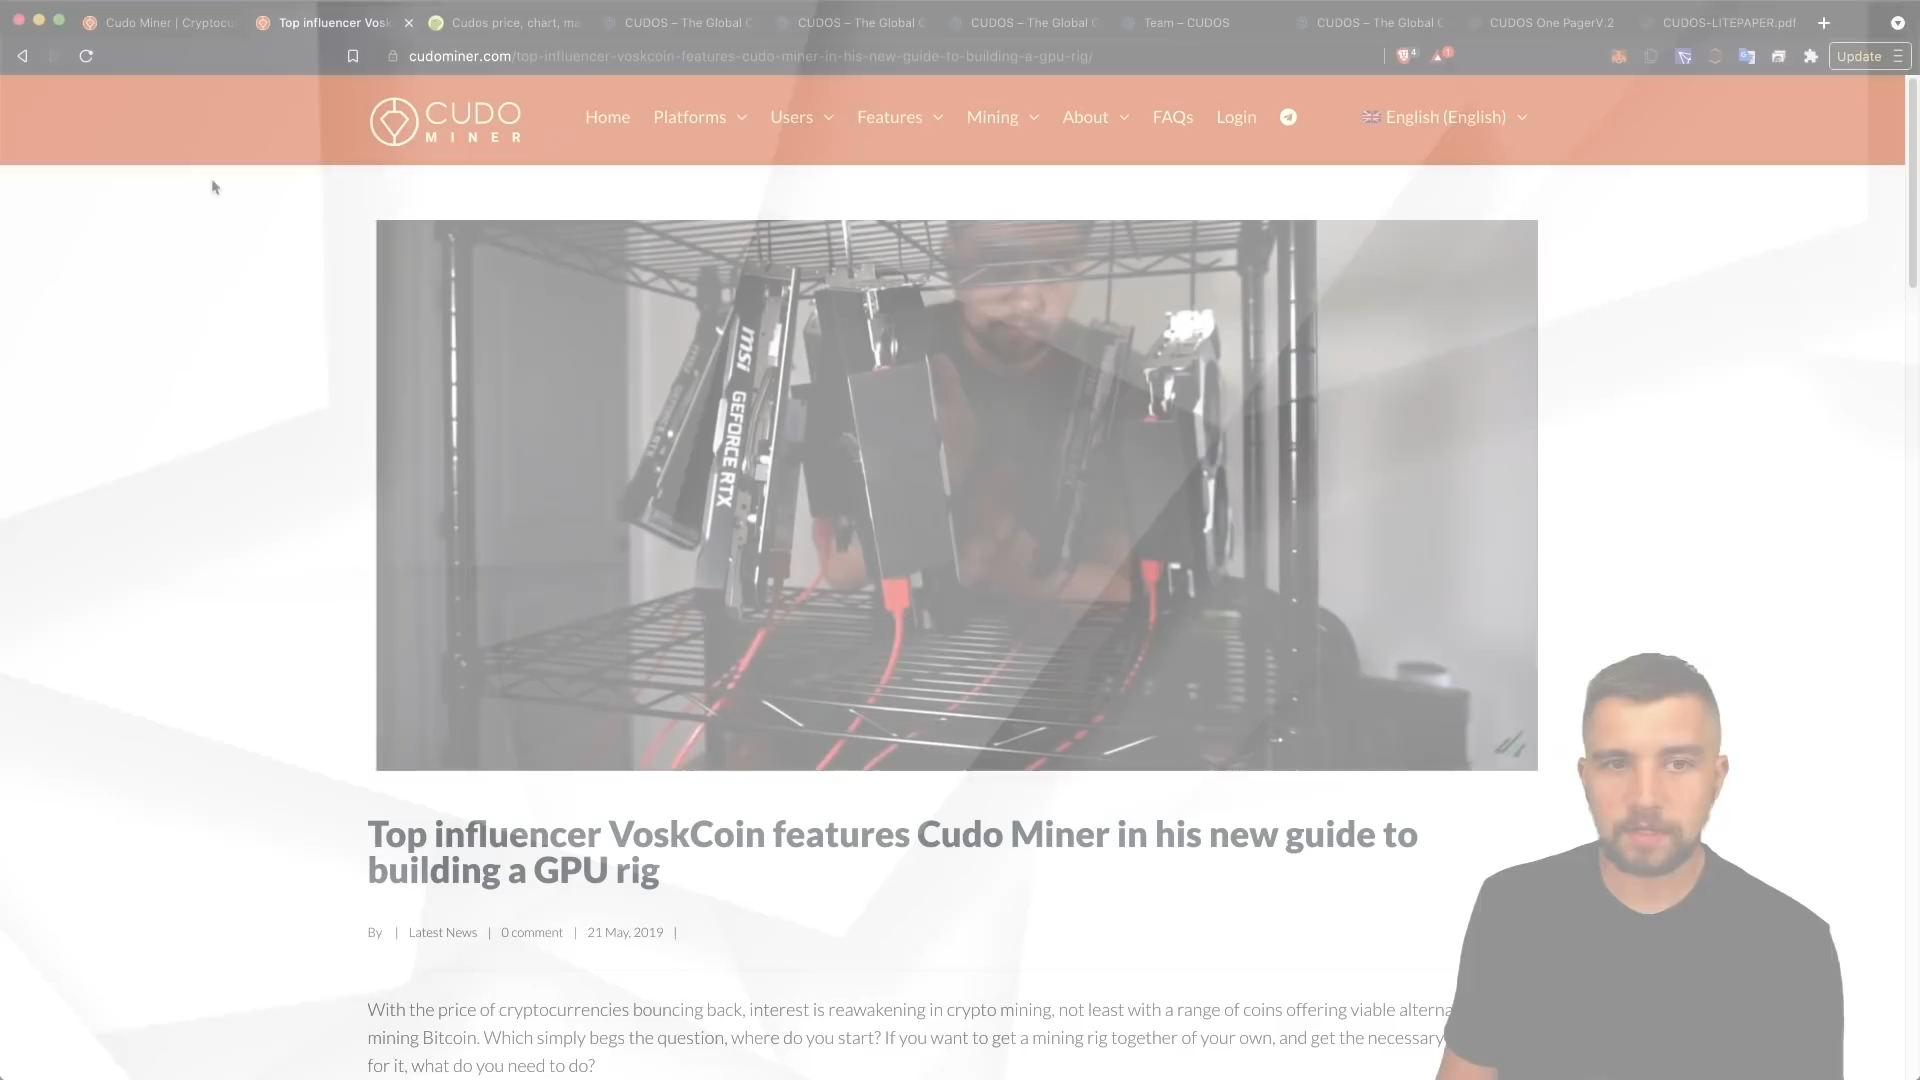 Cudo Miner | Cryptocu
Top influencer Vosk
Cudos price, chart, ma
CUDOS – The Global C
CUDOS – The Global C
CUDOS – The Global C
Team – CUDOS
CUDOS – The Global C
CUDOS One PagerV.2
CUDOS-LITEPAPER.pdf
cudominer.com/top-influencer-voskcoin-features-cudo-miner-in-his-new-guide-to-building-a-gpu-rig/
4
1
Update
CUDO
MINER
Home
Platforms
Users
Features
Mining
About
FAQs
Login
English (English)
msi
GEFORCE RTX
Top influencer VoskCoin features Cudo Miner in his new guide to
building a GPU rig
By | Latest News | 0 comment | 21 May, 2019 |
With the price of cryptocurrencies bouncing back, interest is reawakening in crypto mining, not least with a range of coins offering viable alterna
mining Bitcoin. Which simply begs the question, where do you start? If you want to get a mining rig together of your own, and get the necessary
for it, what do you need to do?